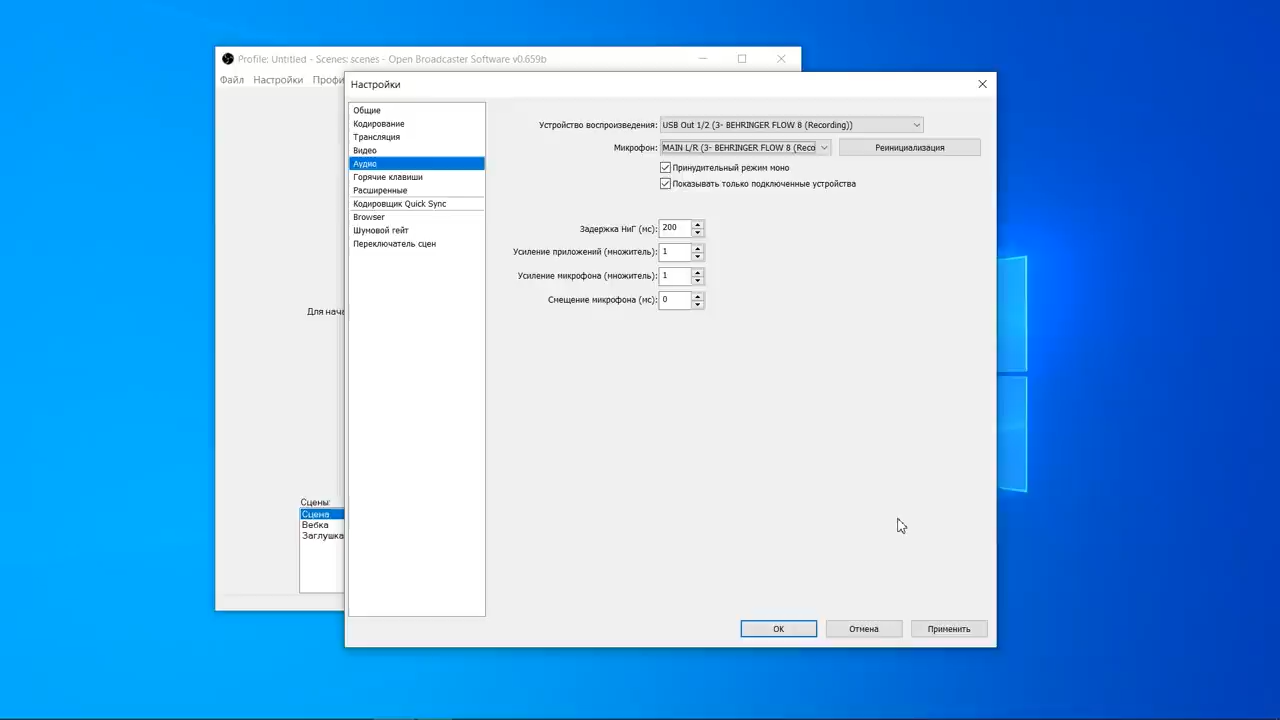 Profile: Untitled - Scenes: scenes - Open Broadcaster Software v0.659b
Файл Настройки Профи
Настройки
Общие
Кодирование
Трансляция
Видео
Аудио
Горячие клавиши
Расширенные
Кодировщик Quick Sync
Browser
Шумовой гейт
Переключатель сцен
Устройство воспроизведения: USB Out 1/2 (3- BEHRINGER FLOW 8 (Recording))
Микрофон: MAIN L/R (3- BEHRINGER FLOW 8 (Reco Реинициализация
Принудительный режим моно
Показывать только подключенные устройства
Задержка НиГ (мс): 200
Усиление приложений (множитель): 1
Усиление микрофона (множитель): 1
Смещение микрофона (мс): 0
Для нача
Сцены:
Сцена
Вебка
Заглушка
OK Отмена Применить